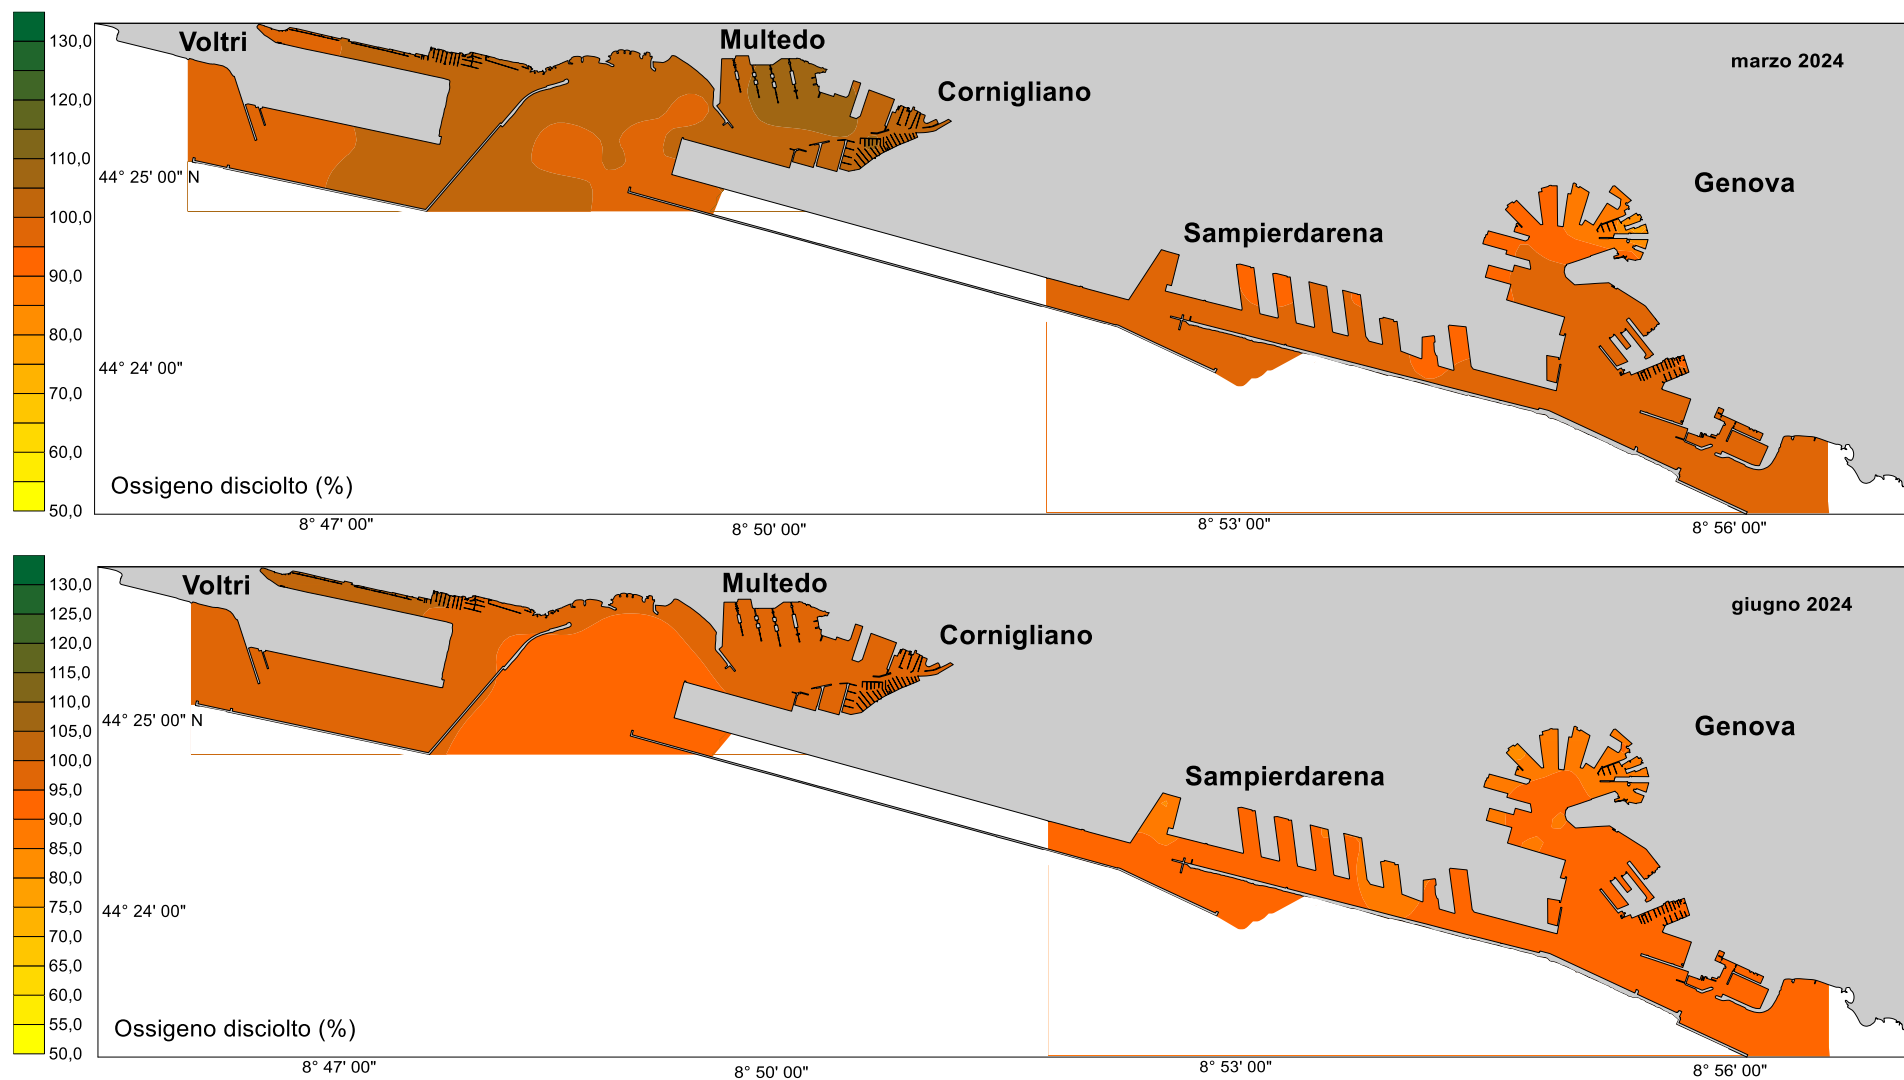 Voltri
Multedo
Cornigliano
marzo 2024
Genova
Sampierdarena
130,0
120,0
110,0
100,0
90,0
80,0
70,0
60,0
50,0
44° 25' 00" N
44° 24' 00"
Ossigeno disciolto (%)
8° 47' 00"
8° 50' 00"
8° 53' 00"
8° 56' 00"
Voltri
Multedo
Cornigliano
giugno 2024
Genova
Sampierdarena
130,0
125,0
120,0
115,0
110,0
105,0
100,0
95,0
90,0
85,0
80,0
75,0
70,0
65,0
60,0
55,0
50,0
44° 25' 00" N
44° 24' 00"
Ossigeno disciolto (%)
8° 47' 00"
8° 50' 00"
8° 53' 00"
8° 56' 00"